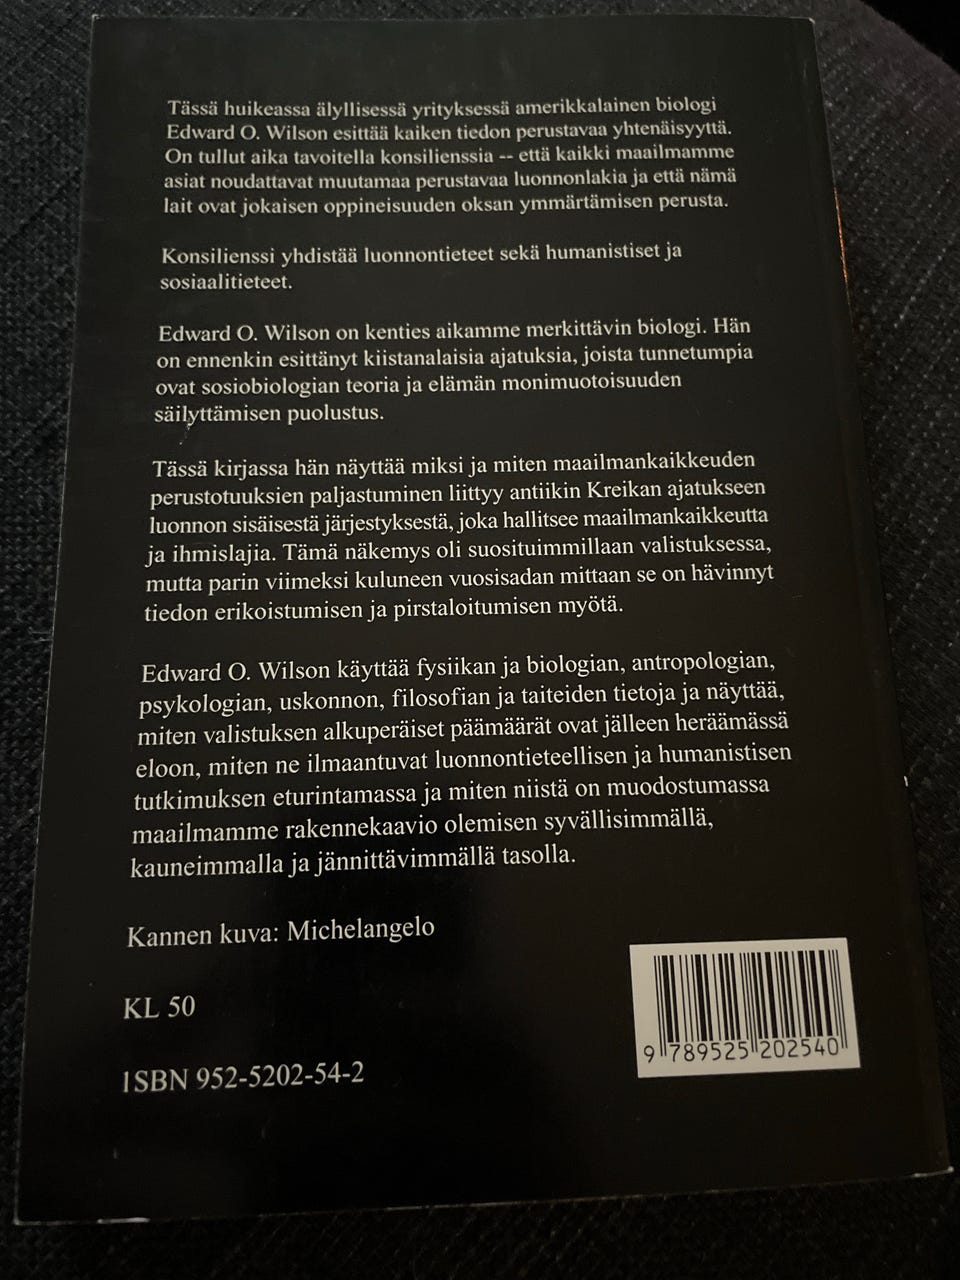 Tässä huikeassa älyllisessä yrityksessä amerikkalainen biologi
Edward O. Wilson esittää kaiken tiedon perustavaa yhtenäisyyttä.
On tullut aika tavoitella konsilienssia -- että kaikki maailmamme
asiat noudattavat muutamaa perustavaa luonnonlakia ja että nämä
lait ovat jokaisen oppineisuuden oksan ymmärtämisen perusta.
Konsilienssi yhdistää luonnontieteet sekä humanistiset ja
sosiaalitieteet.
Edward O. Wilson on kenties aikamme merkittävin biologi. Hän
on ennenkin esittänyt kiistanalaisia ajatuksia, joista tunnetumpia
ovat sosiobiologian teoria ja elämän monimuotoisuuden
säilyttämisen puolustus.
Tässä kirjassa hän näyttää miksi ja miten maailmankaikkeuden
perustotuuksien paljastuminen liittyy antiikin Kreikan ajatukseen
luonnon sisäisestä järjestyksestä, joka hallitsee maailmankaikkeutta
ja ihmislajia. Tämä näkemys oli suosituimmillaan valistuksessa,
mutta parin viimeksi kuluneen vuosisadan mittaan se on hävinnyt
tiedon erikoistumisen ja pirstaloitumisen myötä.
Edward O. Wilson käyttää fysiikan ja biologian, antropologian,
psykologian, uskonnon, filosofian ja taiteiden tietoja ja näyttää,
miten valistuksen alkuperäiset päämäärät ovat jälleen heräämässä
eloon, miten ne ilmaantuvat luonnontieteellisen ja humanistisen
tutkimuksen eturintamassa ja miten niistä on muodostumassa
maailmamme rakennekaavio olemisen syvällisimmällä,
kauneimmalla ja jännittävimmällä tasolla.
Kannen kuva: Michelangelo
KL 50
ISBN 952-5202-54-2
9 789525 202540